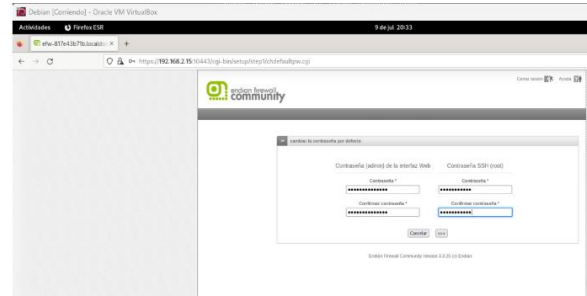 Debian [Corriendo] - Oracle VM VirtualBox
Actividades Firefox ESR 9 de jul 20:33
efw-817e43b71b.localdo × +
https://192.168.2.15:10443/cgi-bin/setup/step1/chdefaultpw.cgi
endian firewall
community
Cerrar sesión Ayuda
cambiar la contraseña por defecto
Contraseña (admin) de la interfaz Web Contraseña SSH (root)
Contraseña * Contraseña *
•••••••••••••• •••••••••••
Confirmar contraseña * Confirmar contraseña *
•••••••••••••• •••••••••••
Cancelar >>>
Endian Firewall Community release 3.3.25 (c) Endian